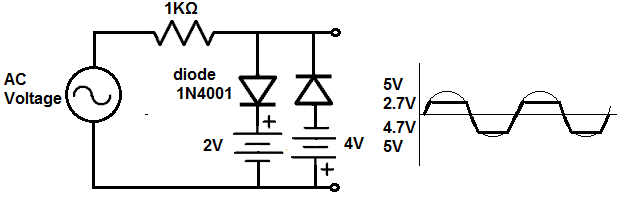 1KΩ
AC
Voltage
diode
1N4001
+
2V
4V
+
5V
2.7V
4.7V
5V